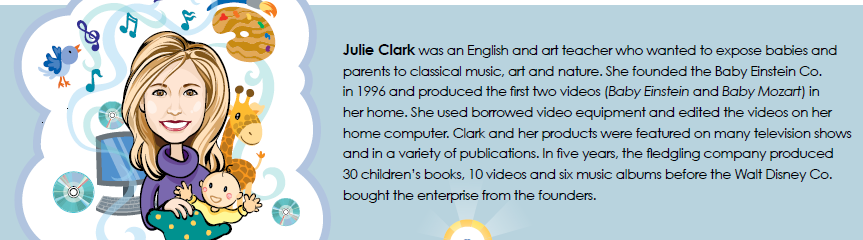 Julie Clark was an English and art teacher who wanted to expose babies and
parents to classical music, art and nature. She founded the Baby Einstein Co.
in 1996 and produced the first two videos (Baby Einstein and Baby Mozart) in
her home. She used borrowed video equipment and edited the videos on her
home computer. Clark and her products were featured on many television shows
and in a variety of publications. In five years, the fledgling company produced
30 children's books, 10 videos and six music albums before the Walt Disney Co.
bought the enterprise from the founders.